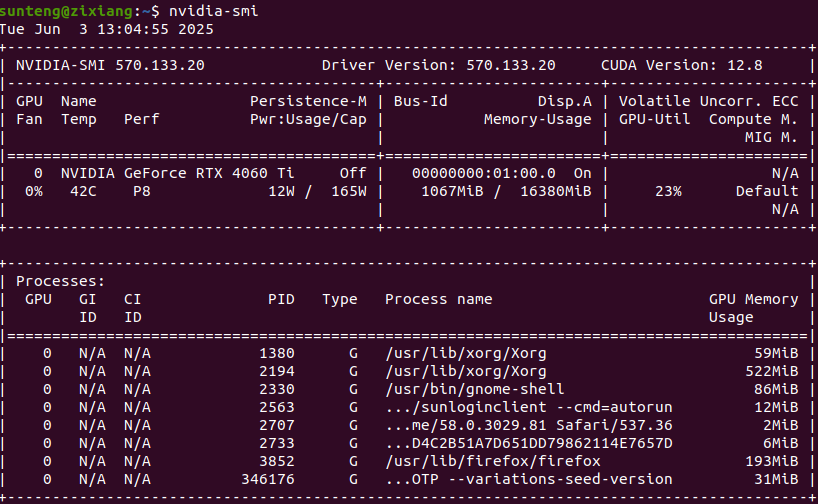 sunteng@zixiang:~$ nvidia-smi
Tue Jun  3 13:04:55 2025
+-----------------------------------------------------------------------------------------+
| NVIDIA-SMI 570.133.20             Driver Version: 570.133.20     CUDA Version: 12.8     |
|-----------------------------------------+------------------------+----------------------+
| GPU  Name                 Persistence-M | Bus-Id          Disp.A | Volatile Uncorr. ECC |
| Fan  Temp   Perf          Pwr:Usage/Cap |           Memory-Usage | GPU-Util  Compute M. |
|                                         |                        |               MIG M. |
|=========================================+========================+======================|
|   0  NVIDIA GeForce RTX 4060 Ti     Off |   00000000:01:00.0  On |                  N/A |
|  0%   42C    P8             12W /  165W |    1067MiB /  16380MiB |     23%      Default |
|                                         |                        |                  N/A |
+-----------------------------------------+------------------------+----------------------+
+-----------------------------------------------------------------------------------------+
| Processes:                                                                              |
|  GPU   GI   CI              PID   Type   Process name                        GPU Memory |
|        ID   ID                                                               Usage      |
|=========================================================================================|
|    0   N/A  N/A            1380      G   /usr/lib/xorg/Xorg                       59MiB |
|    0   N/A  N/A            2194      G   /usr/lib/xorg/Xorg                      522MiB |
|    0   N/A  N/A            2330      G   /usr/bin/gnome-shell                     86MiB |
|    0   N/A  N/A            2563      G   .../sunloginclient --cmd=autorun         12MiB |
|    0   N/A  N/A            2707      G   ...me/58.0.3029.81 Safari/537.36          2MiB |
|    0   N/A  N/A            2733      G   ...D4C2B51A7D651DD79862114E7657D          6MiB |
|    0   N/A  N/A            3852      G   /usr/lib/firefox/firefox                193MiB |
|    0   N/A  N/A          346176      G   ...OTP --variations-seed-version         31MiB |
+-----------------------------------------------------------------------------------------+